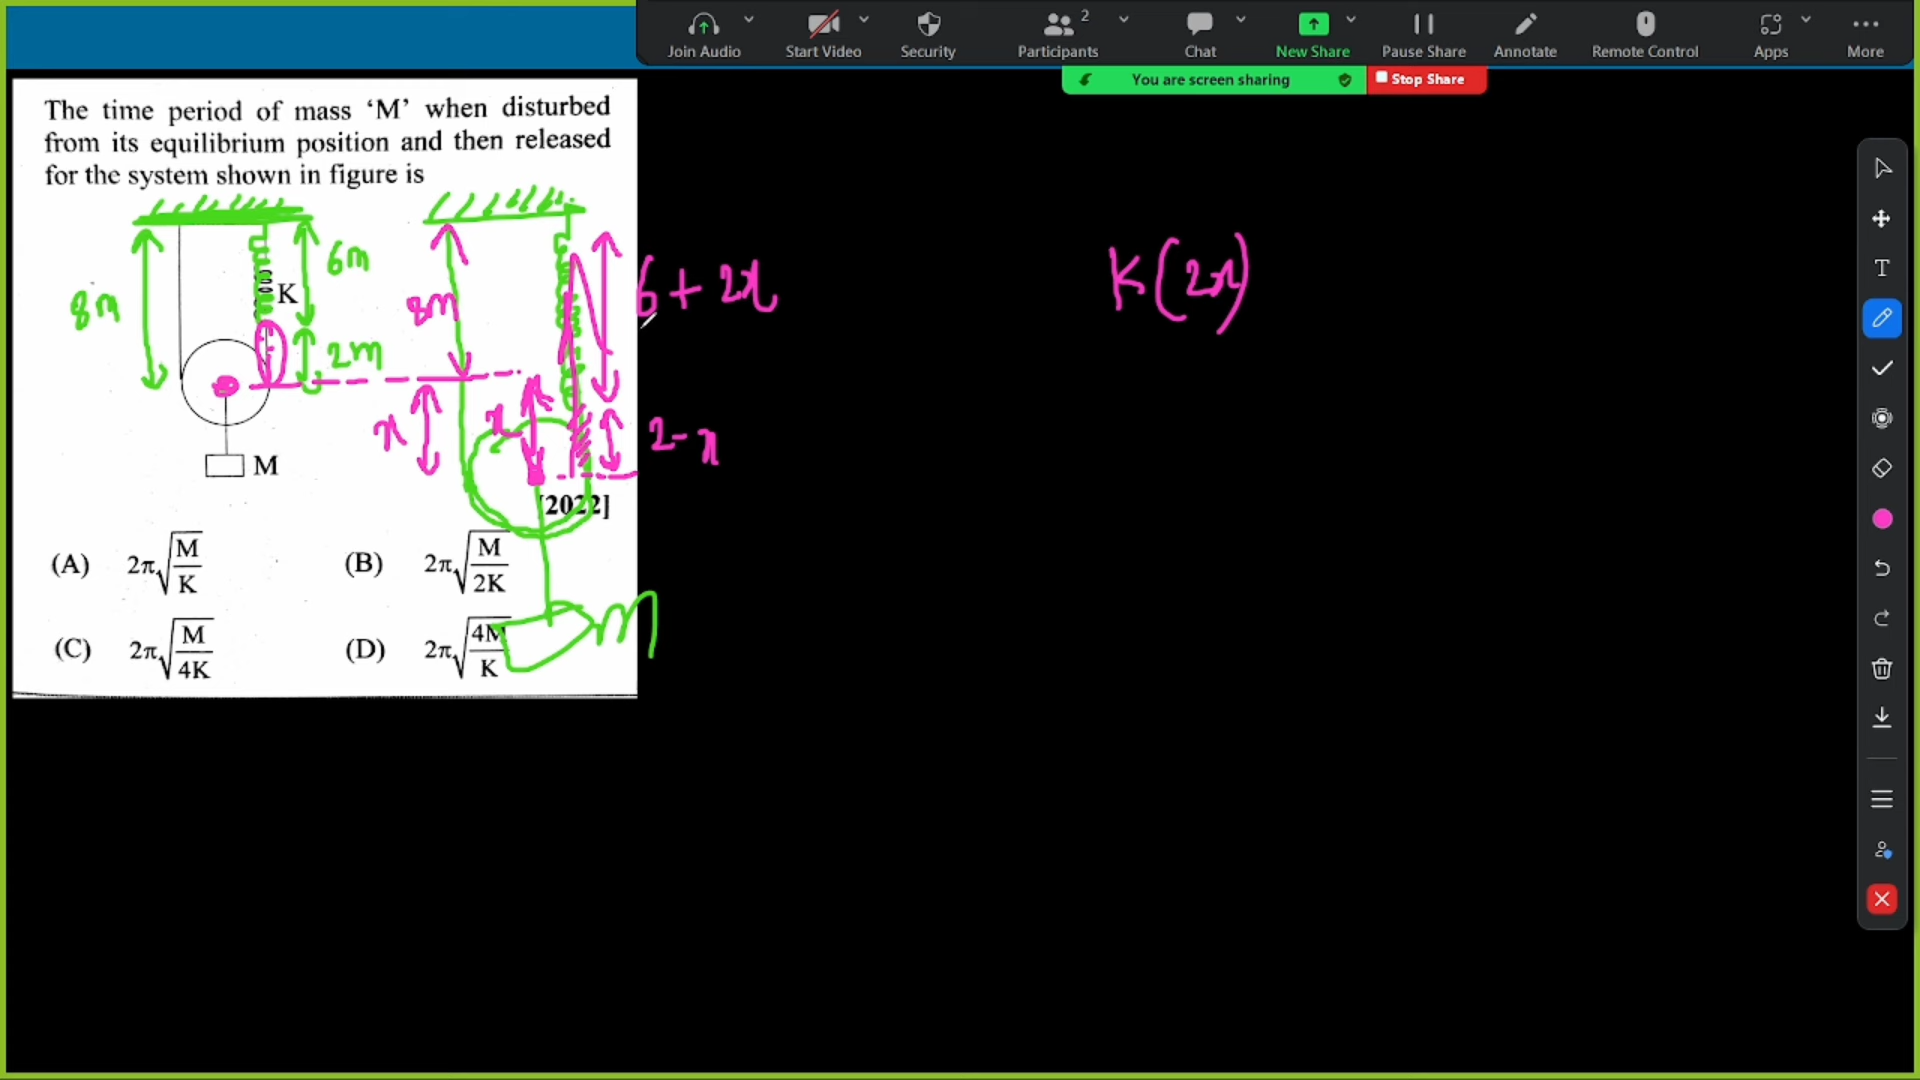 Join Audio
Start Video
Security
Participants 2
Chat
New Share
Pause Share
Annotate
Remote Control
Apps
More
You are screen sharing
Stop Share
The time period of mass ‘M’ when disturbed
from its equilibrium position and then released
for the system shown in figure is
8m
6m
K
2m
M
8m
x
x
6 + 2x
2 - x
K(2x)
[2022]
(A) 2π√(M/K)
(B) 2π√(M/2K)
(C) 2π√(M/4K)
(D) 2π√(4M/K)
m
T